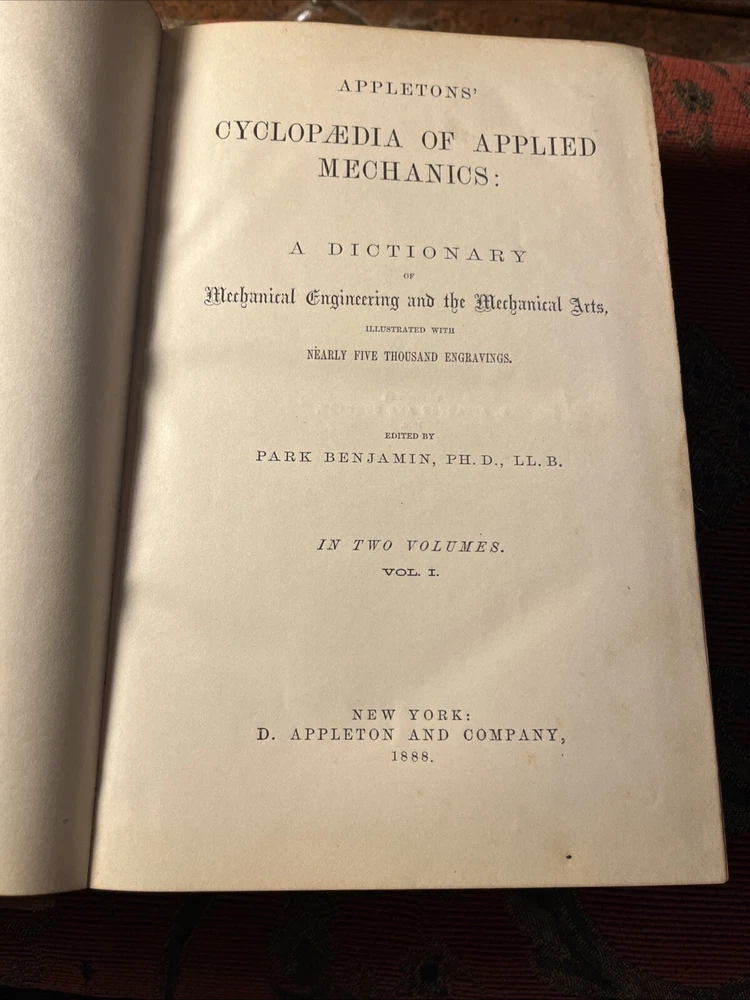 APPLETONS'
CYCLOPÆDIA OF APPLIED
MECHANICS:
A DICTIONARY
OF
Mechanical Engineering and the Mechanical Arts,
ILLUSTRATED WITH
NEARLY FIVE THOUSAND ENGRAVINGS.
EDITED BY
PARK BENJAMIN, PH. D., LL. B.
IN TWO VOLUMES.
VOL. I.
NEW YORK:
D. APPLETON AND COMPANY,
1888.